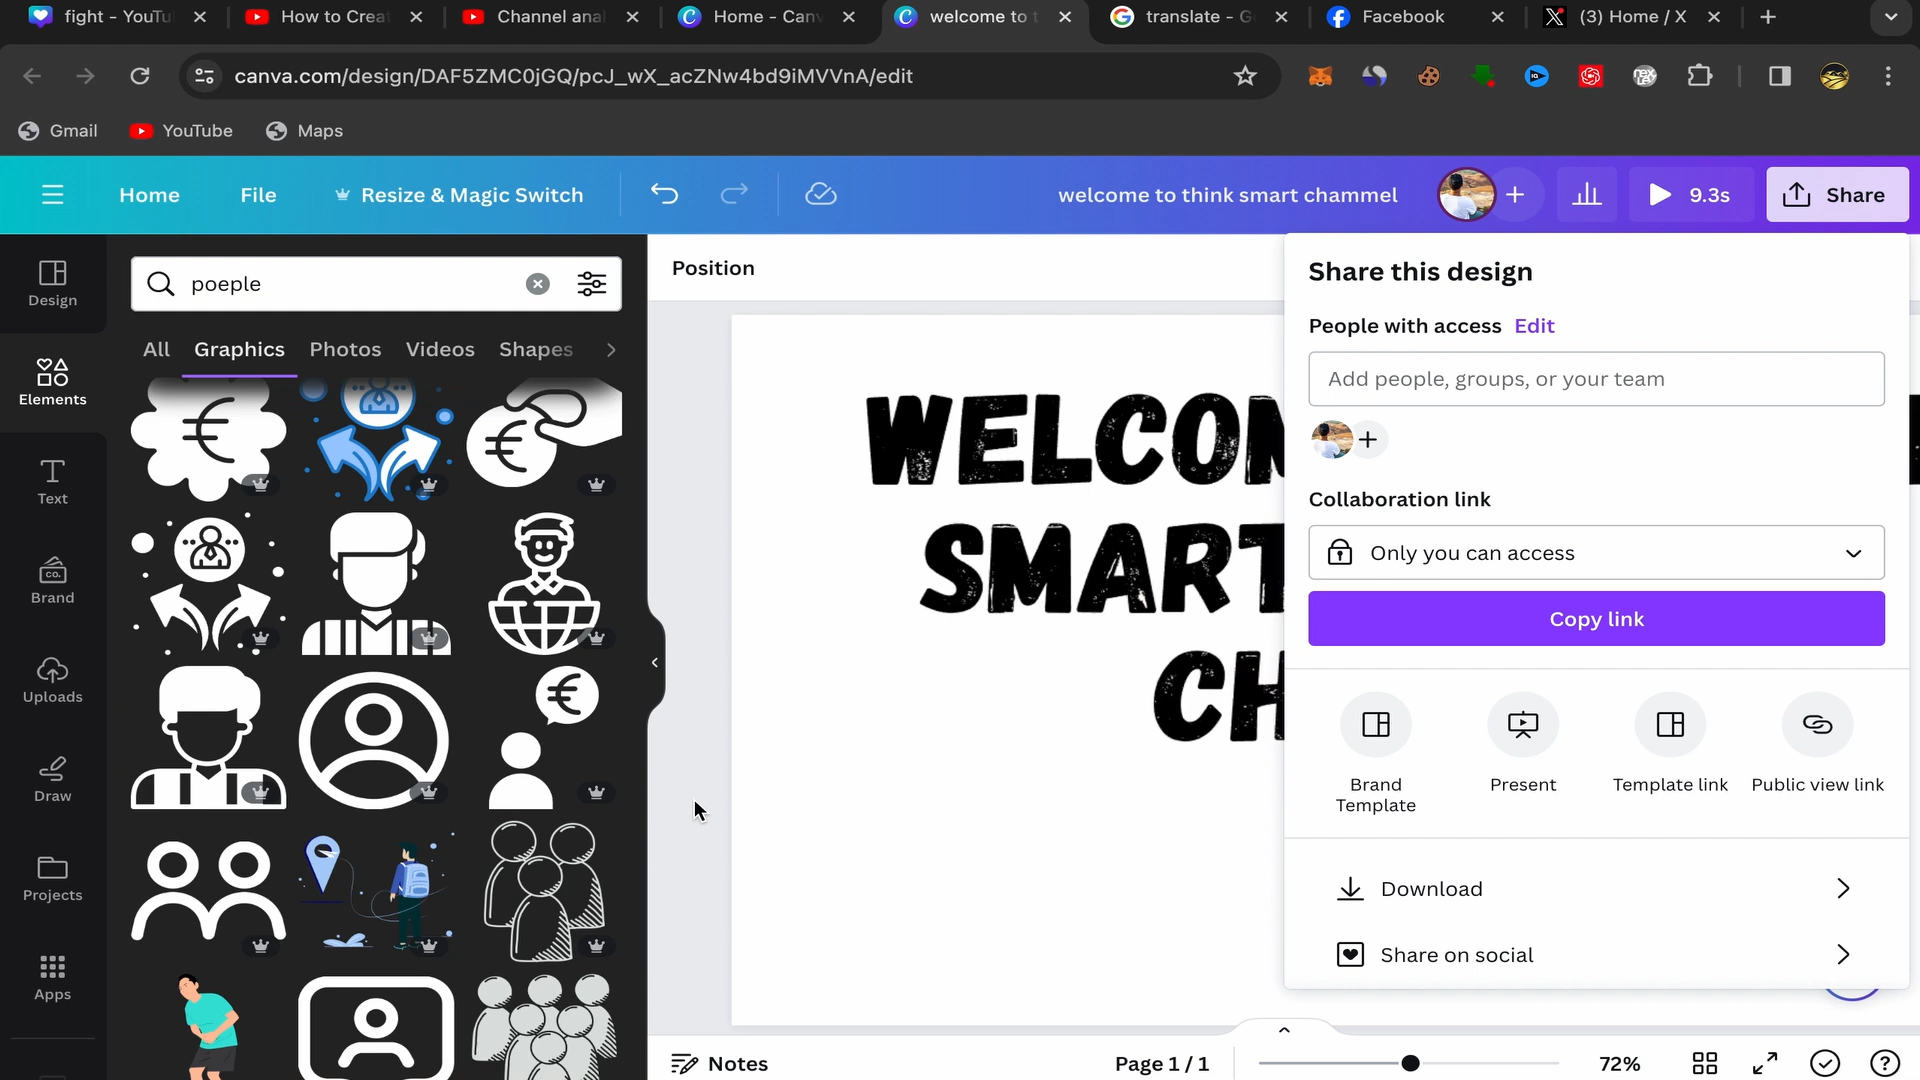 fight - YouTu
How to Crea
Channel anal
Home - Canv
welcome to t
translate - G
Facebook
(3) Home / X
canva.com/design/DAF5ZMC0jGQ/pcJ_wX_acZNw4bd9iMVVnA/edit
Gmail
YouTube
Maps
Home
File
Resize & Magic Switch
welcome to think smart chammel
9.3s
Share
Design
Elements
Text
Brand
Uploads
Draw
Projects
Apps
poeple
All
Graphics
Photos
Videos
Shapes
Position
WELCOM
SMART
CH
Share this design
People with access Edit
Add people, groups, or your team
Collaboration link
Only you can access
Copy link
Brand
Template
Present
Template link
Public view link
Download
Share on social
Notes
Page 1 / 1
72%